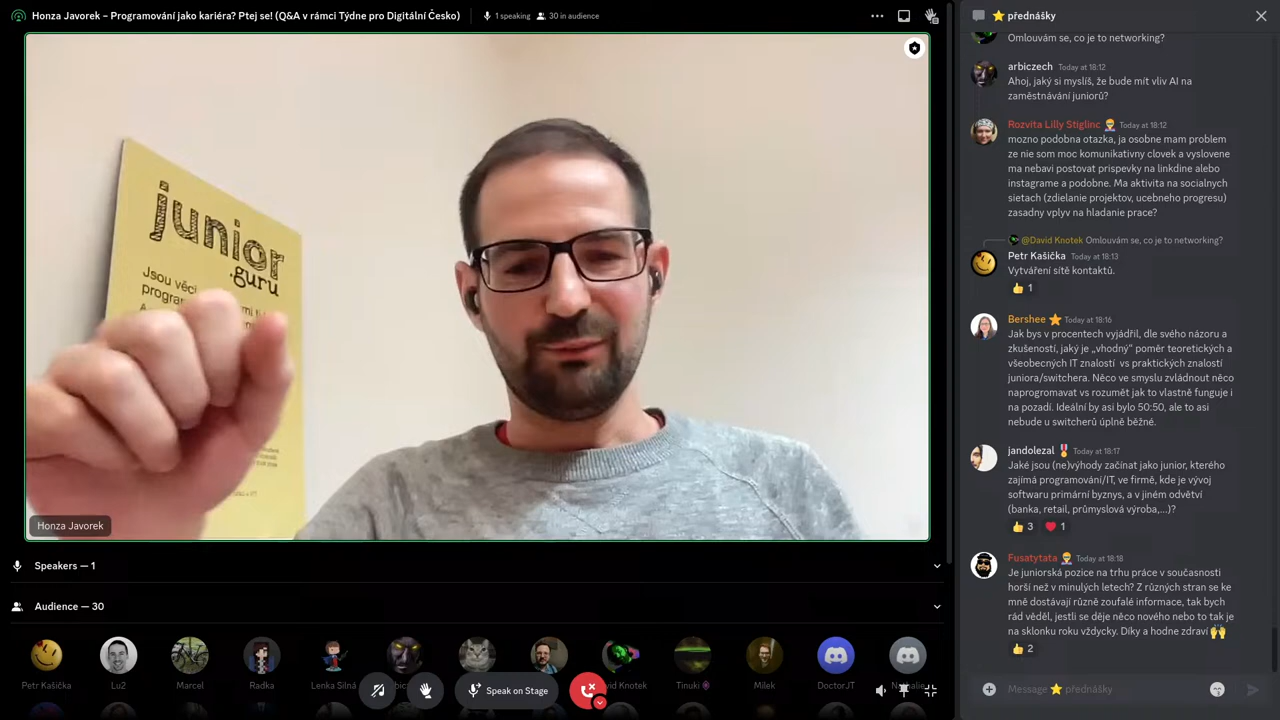 Honza Javorek – Programování jako kariéra? Ptej se! (Q&A v rámci Týdne pro Digitální Česko)
1 speaking
30 in audience
junior
.guru
Jsou věci
Honza Javorek
Speakers — 1
Audience — 30
Petr Kašička
Lu2
Marcel
Radka
Lenka Silná
David Knotek
Tinuki
Milek
DoctorJT
Speak on Stage
přednášky
Omlouvám se, co je to networking?
arbiczech Today at 18:12
Ahoj, jaký si myslíš, že bude mít vliv AI na
zaměstnávání juniorů?
Rozvita Lilly Stiglinc Today at 18:12
mozno podobna otazka, ja osobne mam problem
ze nie som moc komunikativny clovek a vyslovene
ma nebavi postovat prispevky na linkdine alebo
instagrame a podobne. Ma aktivita na socialnych
sietach (zdielanie projektov, ucebneho progresu)
zasadny vplyv na hladanie prace?
@David Knotek Omlouvám se, co je to networking?
Petr Kašička Today at 18:13
Vytváření sítě kontaktů.
1
Bershee Today at 18:16
Jak bys v procentech vyjádřil, dle svého názoru a
zkušeností, jaký je „vhodný" poměr teoretických a
všeobecných IT znalostí vs praktických znalostí
juniora/switchera. Něco ve smyslu zvládnout něco
naprogramovat vs rozumět jak to vlastně funguje i
na pozadí. Ideální by asi bylo 50:50, ale to asi
nebude u switcherů úplně běžné.
jandolezal Today at 18:17
Jaké jsou (ne)výhody začínat jako junior, kterého
zajímá programování/IT, ve firmě, kde je vývoj
softwaru primární byznys, a v jiném odvětví
(banka, retail, průmyslová výroba,...)?
3 1
Fusatytata Today at 18:18
Je juniorská pozice na trhu práce v současnosti
horší než v minulých letech? Z různých stran se ke
mně dostávají různě zoufalé informace, tak bych
rád věděl, jestli se děje něco nového nebo to tak je
na sklonku roku vždycky. Díky a hodne zdraví
2
Message přednášky